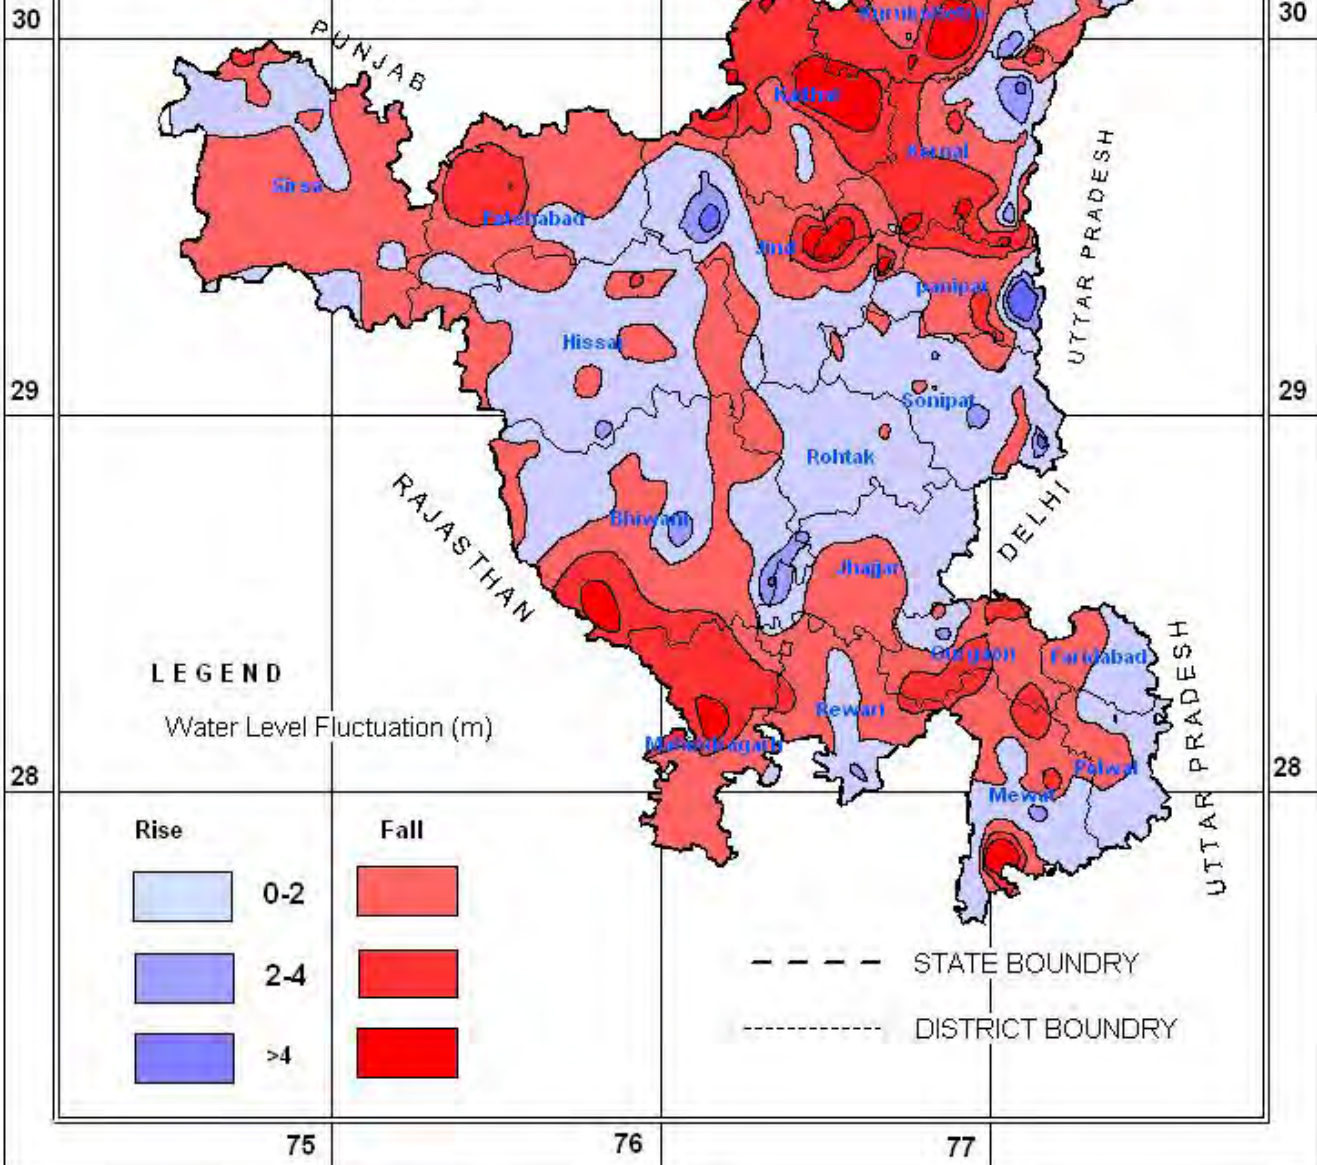 30
30
Kurukshetra
PUNJAB
Kaithal
Karnal
UTTAR PRADESH
Sirsa
Fatehabad
Jind
panipat
Hissar
29
29
Sonipat
Rohtak
RAJASTHAN
DELHI
Bhiwani
Jhajjar
LEGEND
Gurgaon
Faridabad
UTTAR PRADESH
Water Level Fluctuation (m)
Rewari
Mahendragarh
28
28
Palwal
Mewat
Rise
Fall
0-2
2-4
STATE BOUNDRY
DISTRICT BOUNDRY
>4
75
76
77